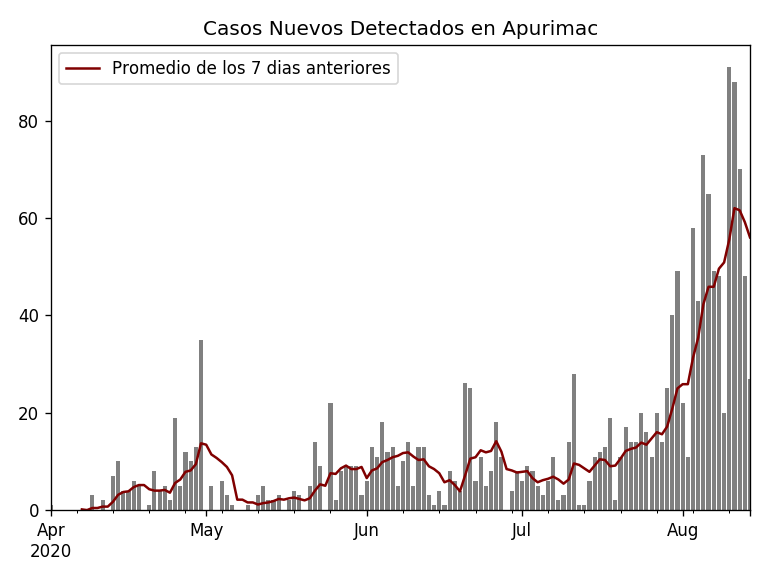 Casos Nuevos Detectados en Apurimac
Promedio de los 7 dias anteriores
80
60
40
20
0
Apr May Jun Jul Aug
2020